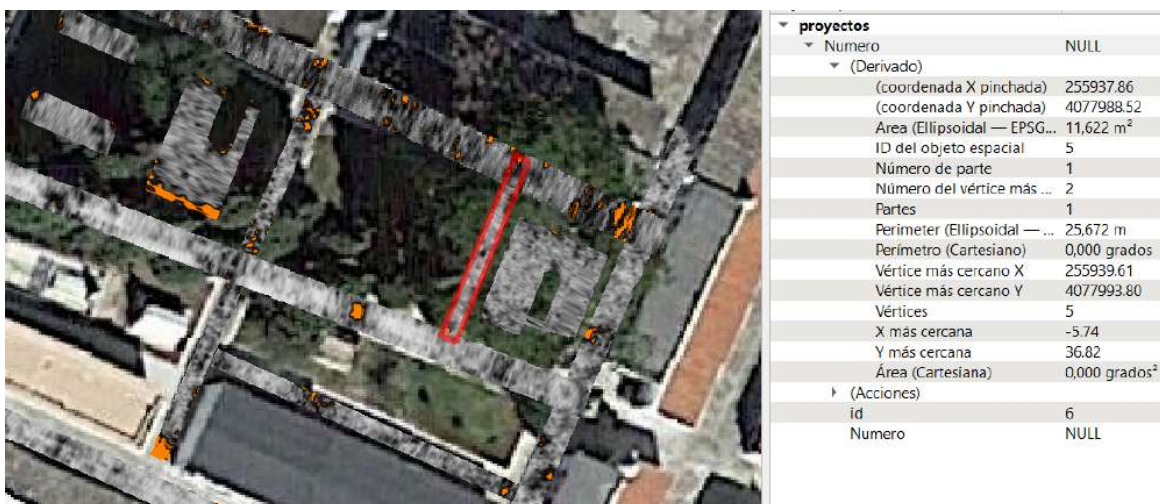 proyectos
Numero NULL
(Derivado)
(coordenada X pinchada) 255937.86
(coordenada Y pinchada) 4077988.52
Area (Ellipsoidal — EPSG... 11,622 m²
ID del objeto espacial 5
Número de parte 1
Número del vértice más ... 2
Partes 1
Perimeter (Ellipsoidal — ... 25,672 m
Perímetro (Cartesiano) 0,000 grados
Vértice más cercano X 255939.61
Vértice más cercano Y 4077993.80
Vértices 5
X más cercana -5.74
Y más cercana 36.82
Área (Cartesiana) 0,000 grados²
(Acciones)
id 6
Numero NULL